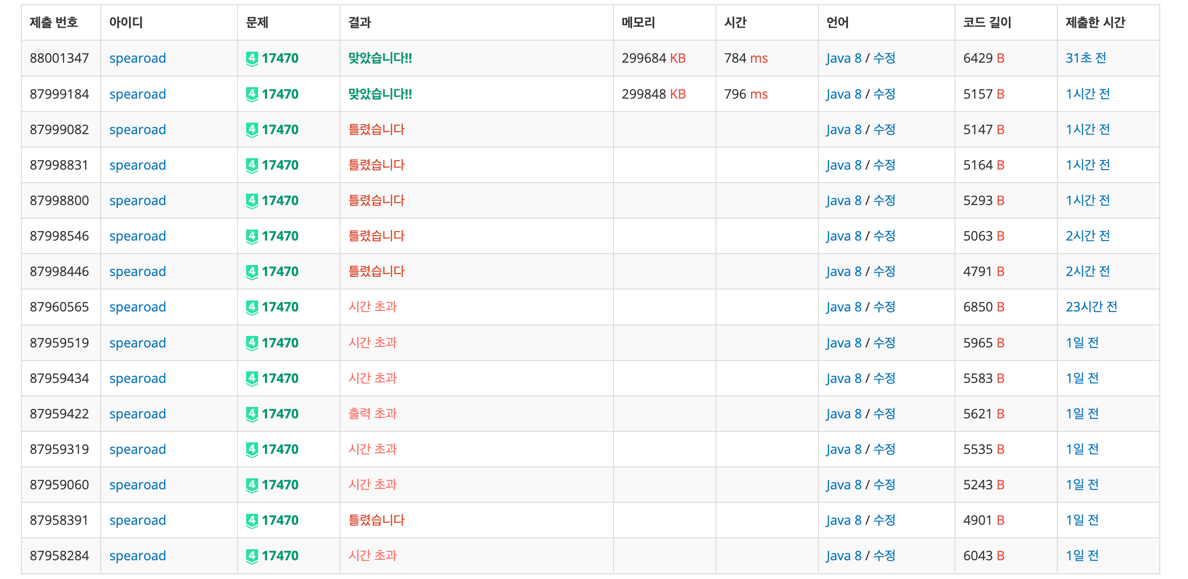 제출 번호 아이디 문제 결과 메모리 시간 언어 코드 길이 제출한 시간
88001347 spearoad 4 17470 맞았습니다!! 299684 KB 784 ms Java 8 / 수정 6429 B 31초 전
87999184 spearoad 4 17470 맞았습니다!! 299848 KB 796 ms Java 8 / 수정 5157 B 1시간 전
87999082 spearoad 4 17470 틀렸습니다 Java 8 / 수정 5147 B 1시간 전
87998831 spearoad 4 17470 틀렸습니다 Java 8 / 수정 5164 B 1시간 전
87998800 spearoad 4 17470 틀렸습니다 Java 8 / 수정 5293 B 1시간 전
87998546 spearoad 4 17470 틀렸습니다 Java 8 / 수정 5063 B 2시간 전
87998446 spearoad 4 17470 틀렸습니다 Java 8 / 수정 4791 B 2시간 전
87960565 spearoad 4 17470 시간 초과 Java 8 / 수정 6850 B 23시간 전
87959519 spearoad 4 17470 시간 초과 Java 8 / 수정 5965 B 1일 전
87959434 spearoad 4 17470 시간 초과 Java 8 / 수정 5583 B 1일 전
87959422 spearoad 4 17470 출력 초과 Java 8 / 수정 5621 B 1일 전
87959319 spearoad 4 17470 시간 초과 Java 8 / 수정 5535 B 1일 전
87959060 spearoad 4 17470 시간 초과 Java 8 / 수정 5243 B 1일 전
87958391 spearoad 4 17470 틀렸습니다 Java 8 / 수정 4901 B 1일 전
87958284 spearoad 4 17470 시간 초과 Java 8 / 수정 6043 B 1일 전